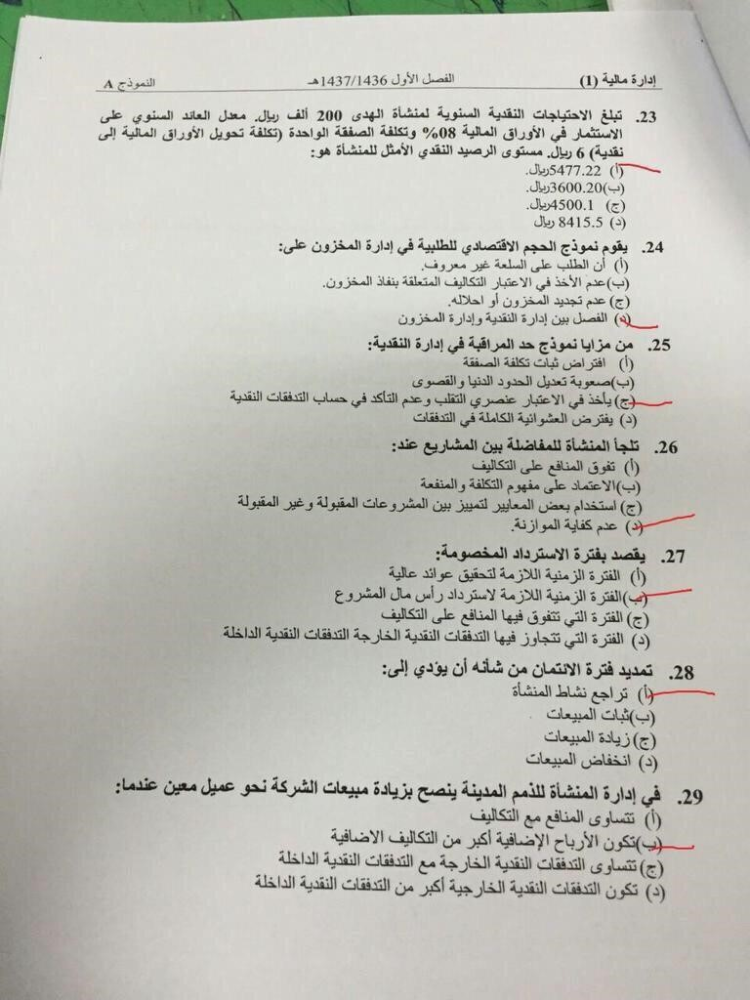 إدارة مالية (1) الفصل الأول 1437/1436هـ النموذج A
23. تبلغ الاحتياجات النقدية السنوية لمنشأة الهدى 200 ألف ريال. معدل العائد السنوي على
الاستثمار في الأوراق المالية 08% وتكلفة الصفقة الواحدة (تكلفة تحويل الأوراق المالية إلى
نقدية) 6 ريال. مستوى الرصيد النقدي الأمثل للمنشأة هو:
أ) 5477.22ريال.
ب)3600.20ريال.
ج) 4500.1ريال.
د) 8415.5 ريال
24. يقوم نموذج الحجم الاقتصادي للطلبية في إدارة المخزون على:
أ) أن الطلب على السلعة غير معروف.
ب)عدم الأخذ في الاعتبار التكاليف المتعلقة بنفاذ المخزون.
ج) عدم تجديد المخزون أو احلاله.
د) الفصل بين إدارة النقدية وإدارة المخزون
25. من مزايا نموذج حد المراقبة في إدارة النقدية:
أ) افتراض ثبات تكلفة الصفقة
ب)صعوبة تعديل الحدود الدنيا والقصوى
ج) يأخذ في الاعتبار عنصري التقلب وعدم التأكد في حساب التدفقات النقدية
د) يفترض العشوائية الكاملة في التدفقات
26. تلجأ المنشأة للمفاضلة بين المشاريع عند:
أ) تفوق المنافع على التكاليف
ب)الاعتماد على مفهوم التكلفة والمنفعة
ج) استخدام بعض المعايير لتمييز بين المشروعات المقبولة وغير المقبولة
د) عدم كفاية الموازنة.
27. يقصد بفترة الاسترداد المخصومة:
أ) الفترة الزمنية اللازمة لتحقيق عوائد عالية
ب)الفترة الزمنية اللازمة لاسترداد رأس مال المشروع
ج) الفترة التي تتفوق فيها المنافع على التكاليف
د) الفترة التي تتجاوز فيها التدفقات النقدية الخارجة التدفقات النقدية الداخلة
28. تمديد فترة الائتمان من شأنه أن يؤدي إلى:
أ) تراجع نشاط المنشأة
ب)ثبات المبيعات
ج) زيادة المبيعات
د) انخفاض المبيعات
29. في إدارة المنشأة للذمم المدينة ينصح بزيادة مبيعات الشركة نحو عميل معين عندما:
أ) تتساوى المنافع مع التكاليف
ب)تكون الأرباح الإضافية أكبر من التكاليف الاضافية
ج) تتساوى التدفقات النقدية الخارجة مع التدفقات النقدية الداخلة
د) تكون التدفقات النقدية الخارجية أكبر من التدفقات النقدية الداخلة